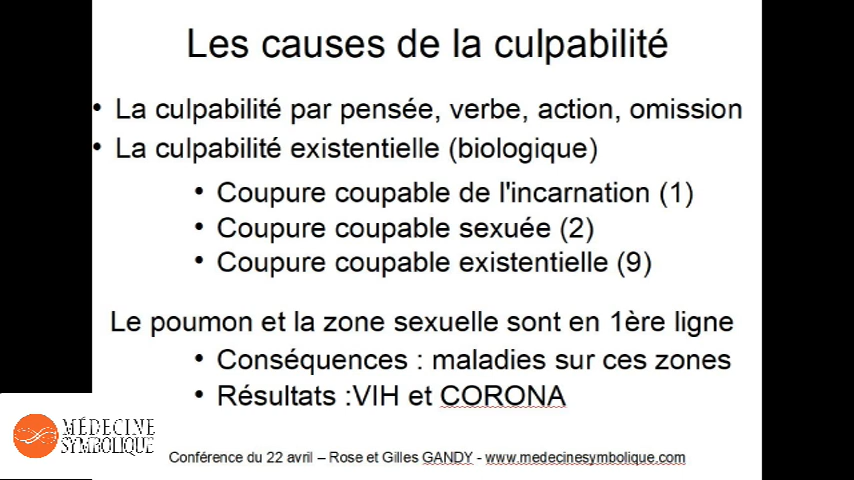 Les causes de la culpabilité
• La culpabilité par pensée, verbe, action, omission
• La culpabilité existentielle (biologique)
• Coupure coupable de l'incarnation (1)
• Coupure coupable sexuée (2)
• Coupure coupable existentielle (9)
Le poumon et la zone sexuelle sont en 1ère ligne
• Conséquences : maladies sur ces zones
• Résultats :VIH et CORONA
MÉDECINE
SYMBOLIQUE
Conférence du 22 avril – Rose et Gilles GANDY - www.medecinesymbolique.com